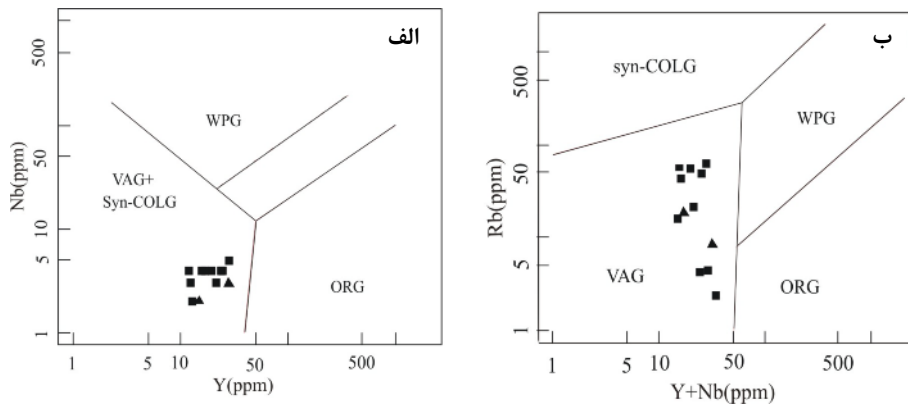 الف
500
50
10
5
1
Nb(ppm)
WPG
VAG+
Syn-COLG
ORG
1
5
10
50
500
Y(ppm)
ب
500
50
5
1
Rb(ppm)
syn-COLG
WPG
VAG
ORG
1
5
10
50
500
Y+Nb(ppm)